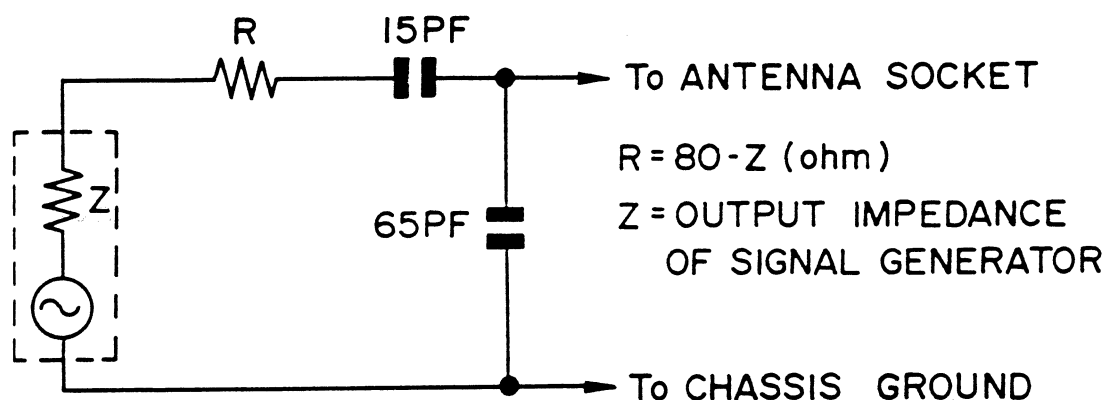 R
15PF
To ANTENNA SOCKET
R = 80 - Z (ohm)
Z
65PF
Z = OUTPUT IMPEDANCE
OF SIGNAL GENERATOR
To CHASSIS GROUND